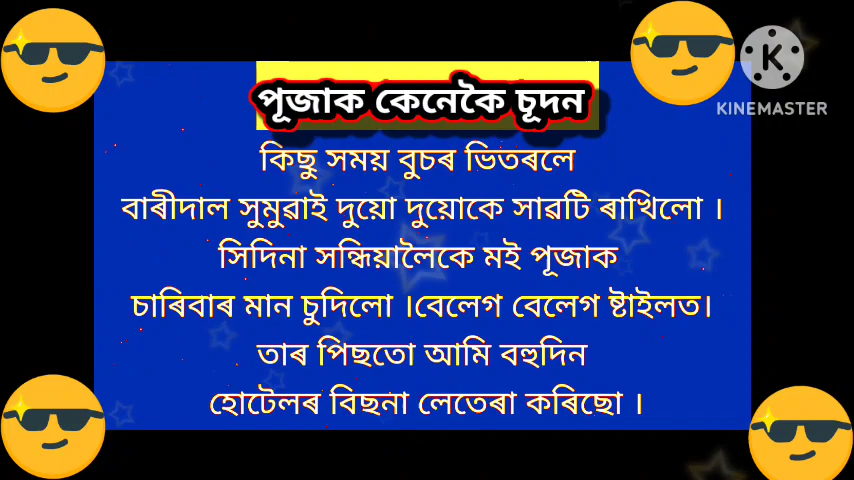 পূজাক কেনেকৈ চূদন
কিছু সময় বুচৰ ভিতৰলে
বাৰীদাল সুমুৱাই দুয়ো দুয়োকে সাৱটি ৰাখিলো ।
সিদিনা সন্ধিয়ালৈকে মই পূজাক
চাৰিবাৰ মান চুদিলো ।বেলেগ বেলেগ ষ্টাইলত।
তাৰ পিছতো আমি বহুদিন
হোটেলৰ বিছনা লেতেৰা কৰিছো ।
K
KINEMASTER